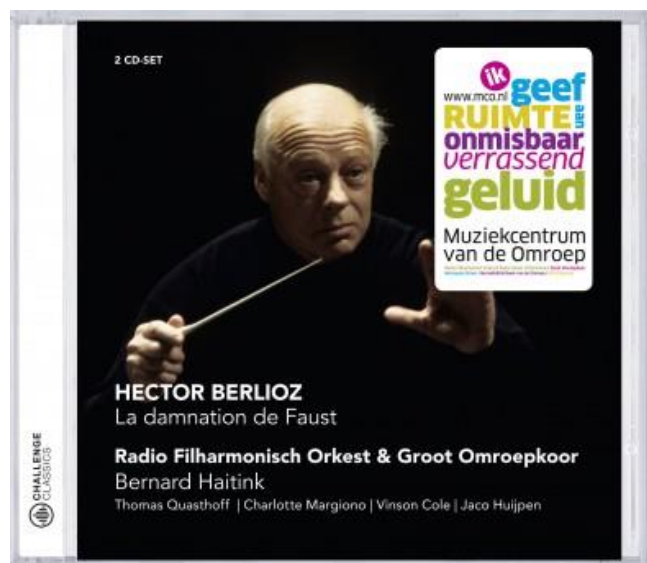 2 CD-SET
ik
www.mco.nl geef
RUIMTE aan
onmisbaar
verrassend
geluid
Muziekcentrum
van de Omroep
HECTOR BERLIOZ
La damnation de Faust
Radio Filharmonisch Orkest & Groot Omroepkoor
Bernard Haitink
Thomas Quasthoff | Charlotte Margiono | Vinson Cole | Jaco Huijpen
CHALLENGE
CLASSICS